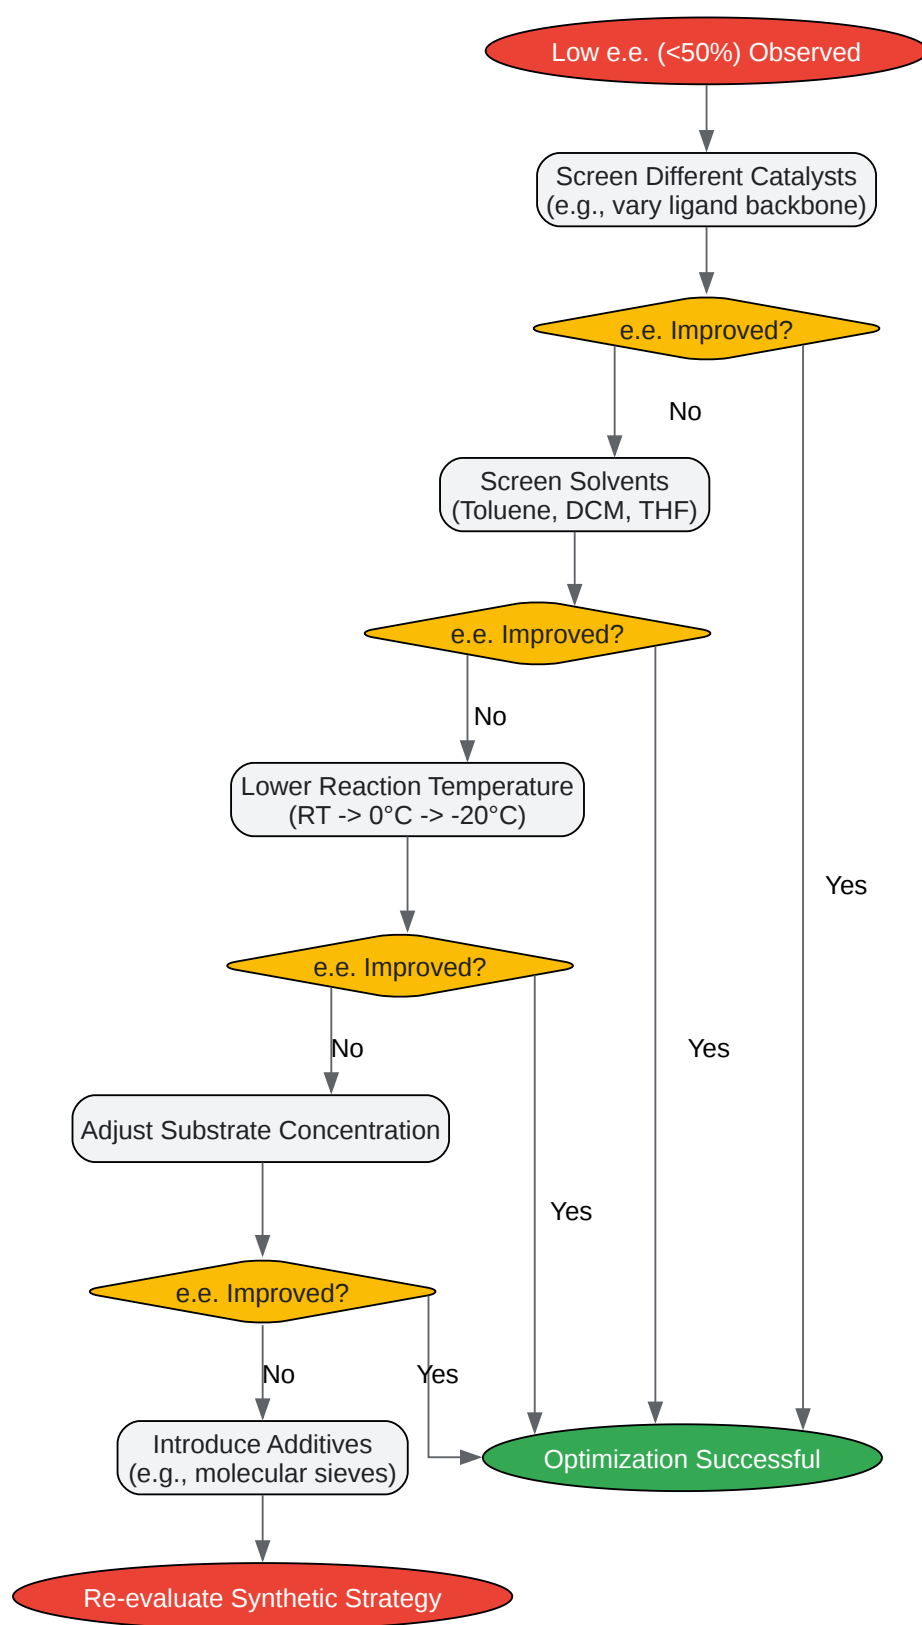 Low e.e. (<50%) Observed
Screen Different Catalysts
(e.g., vary ligand backbone)
e.e. Improved?
No
Screen Solvents
(Toluene, DCM, THF)
e.e. Improved?
No
Lower Reaction Temperature
(RT -> 0°C -> -20°C)
Yes
e.e. Improved?
No
Yes
Adjust Substrate Concentration
Yes
e.e. Improved?
No
Yes
Introduce Additives
(e.g., molecular sieves)
Optimization Successful
Re-evaluate Synthetic Strategy